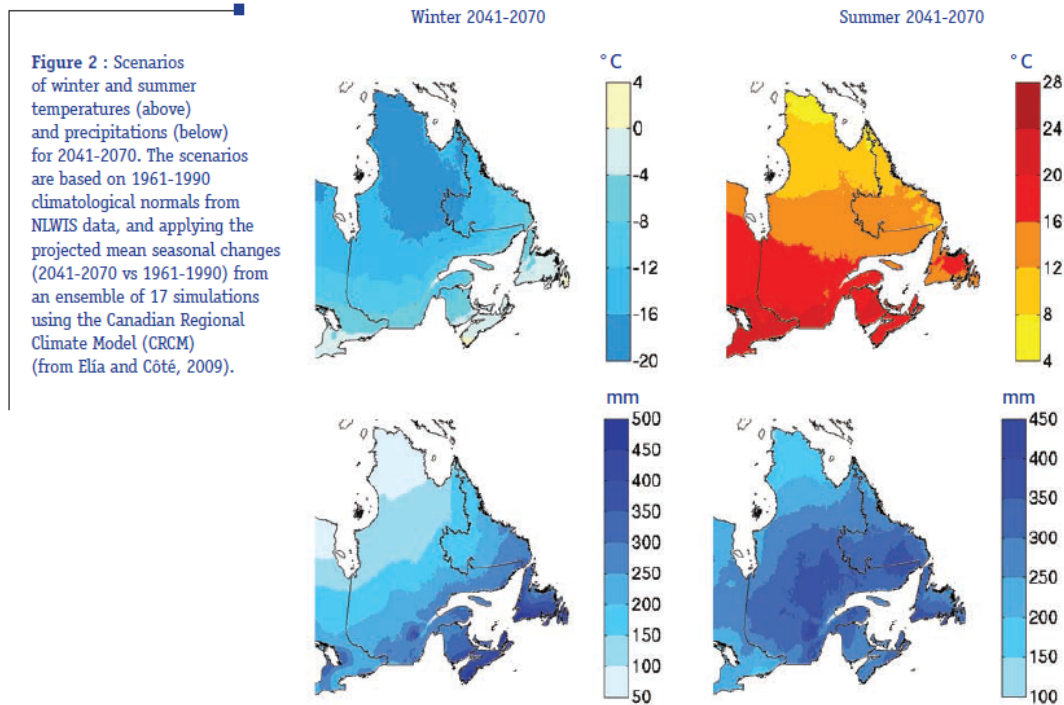 Winter 2041-2070
Summer 2041-2070
Figure 2 : Scenarios
of winter and summer
temperatures (above)
and precipitations (below)
for 2041-2070. The scenarios
are based on 1961-1990
climatological normals from
NLWIS data, and applying the
projected mean seasonal changes
(2041-2070 vs 1961-1990) from
an ensemble of 17 simulations
using the Canadian Regional
Climate Model (CRCM)
(from Elía and Côté, 2009).
°C
4
0
-4
-8
-12
-16
-20
°C
28
24
20
16
12
8
4
mm
500
450
400
350
300
250
200
150
100
50
mm
450
400
350
300
250
200
150
100